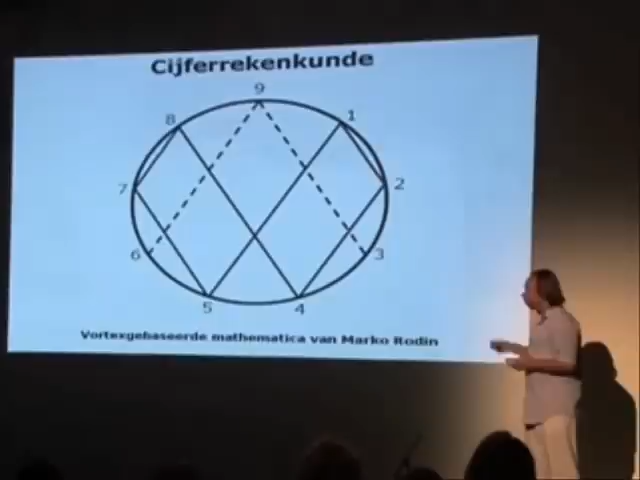 Cijferrekenkunde
9
8 1
7 2
6 3
5 4
Vortexgebaseerde mathematica van Marko Rodin